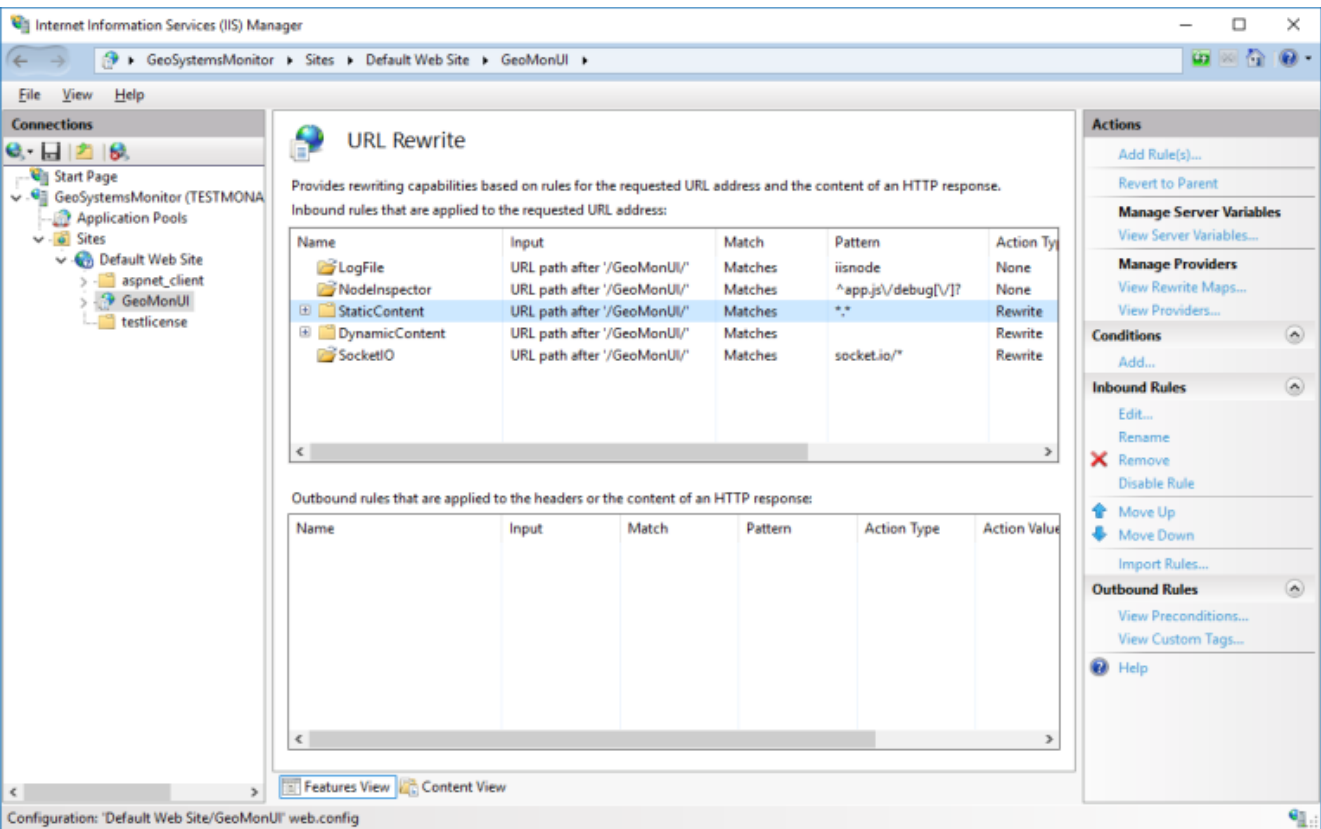 Internet Information Services (IIS) Manager
GeoSystemsMonitor Sites Default Web Site GeoMonUI
File View Help
Connections
Start Page
GeoSystemsMonitor (TESTMONA
Application Pools
Sites
Default Web Site
aspnet_client
GeoMonUI
testlicense
URL Rewrite
Provides rewriting capabilities based on rules for the requested URL address and the content of an HTTP response.
Inbound rules that are applied to the requested URL address:
Name Input Match Pattern Action Ty
LogFile URL path after '/GeoMonUI/' Matches iisnode None
NodeInspector URL path after '/GeoMonUI/' Matches ^app.js\/debug[\/]? None
StaticContent URL path after '/GeoMonUI/' Matches *.* Rewrite
DynamicContent URL path after '/GeoMonUI/' Matches Rewrite
SocketIO URL path after '/GeoMonUI/' Matches socket.io/* Rewrite
Outbound rules that are applied to the headers or the content of an HTTP response:
Name Input Match Pattern Action Type Action Value
Features View Content View
Actions
Add Rule(s)...
Revert to Parent
Manage Server Variables
View Server Variables...
Manage Providers
View Rewrite Maps...
View Providers...
Conditions
Add...
Inbound Rules
Edit...
Rename
Remove
Disable Rule
Move Up
Move Down
Import Rules...
Outbound Rules
View Preconditions...
View Custom Tags...
Help
Configuration: 'Default Web Site/GeoMonUI' web.config